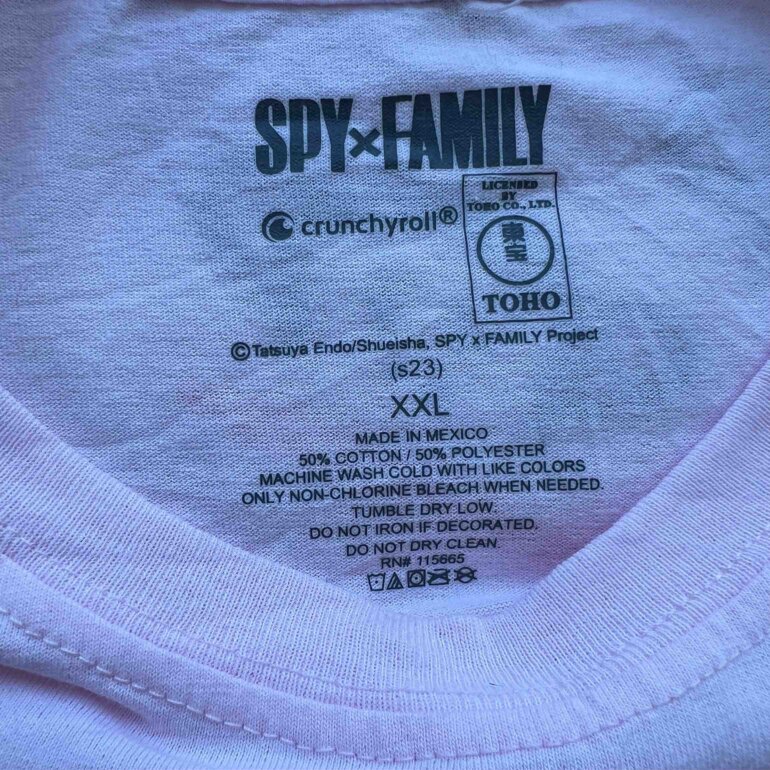 SPY×FAMILY
crunchyroll®
LICENSED
BY
TOHO CO., LTD.
東宝
TOHO
©Tatsuya Endo/Shueisha, SPY x FAMILY Project
(s23)
XXL
MADE IN MEXICO
50% COTTON / 50% POLYESTER
MACHINE WASH COLD WITH LIKE COLORS
ONLY NON-CHLORINE BLEACH WHEN NEEDED.
TUMBLE DRY LOW.
DO NOT IRON IF DECORATED.
DO NOT DRY CLEAN.
RN# 115665